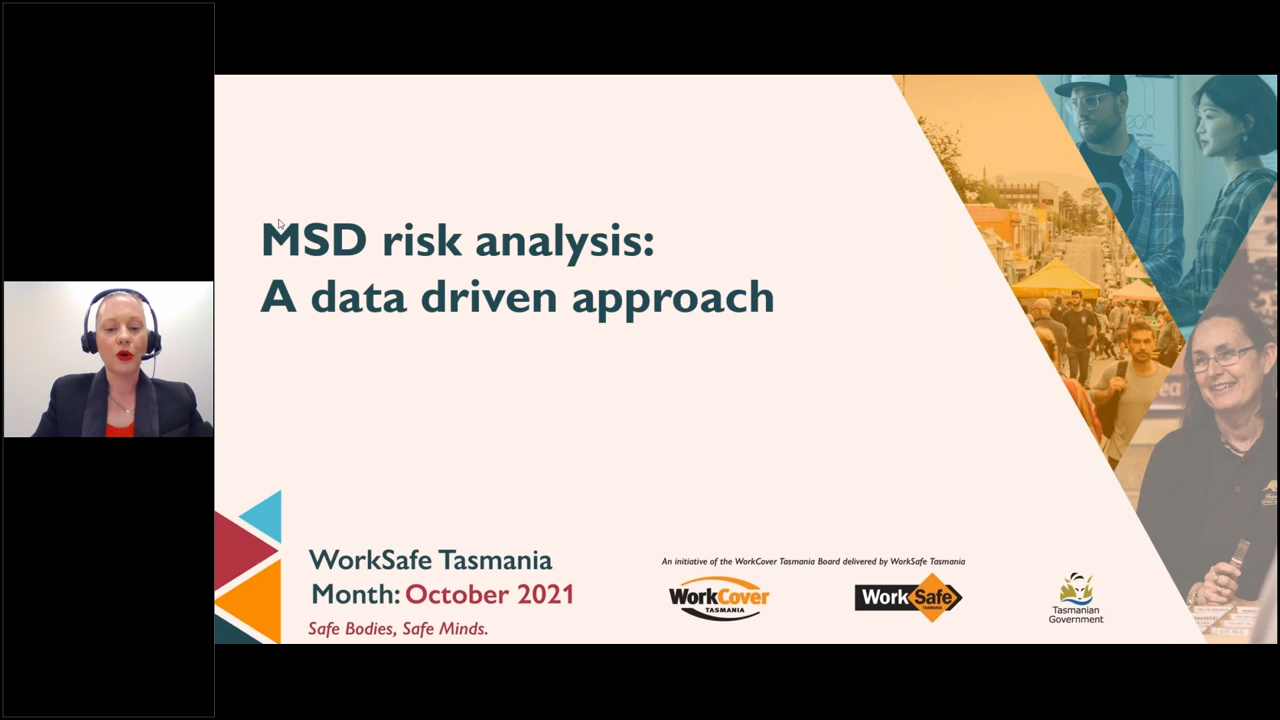 MSD risk analysis:
A data driven approach
WorkSafe Tasmania
Month: October 2021
Safe Bodies, Safe Minds.
An initiative of the WorkCover Tasmania Board delivered by WorkSafe Tasmania
WorkCover
TASMANIA
WorkSafe
TASMANIA
Tasmanian
Government